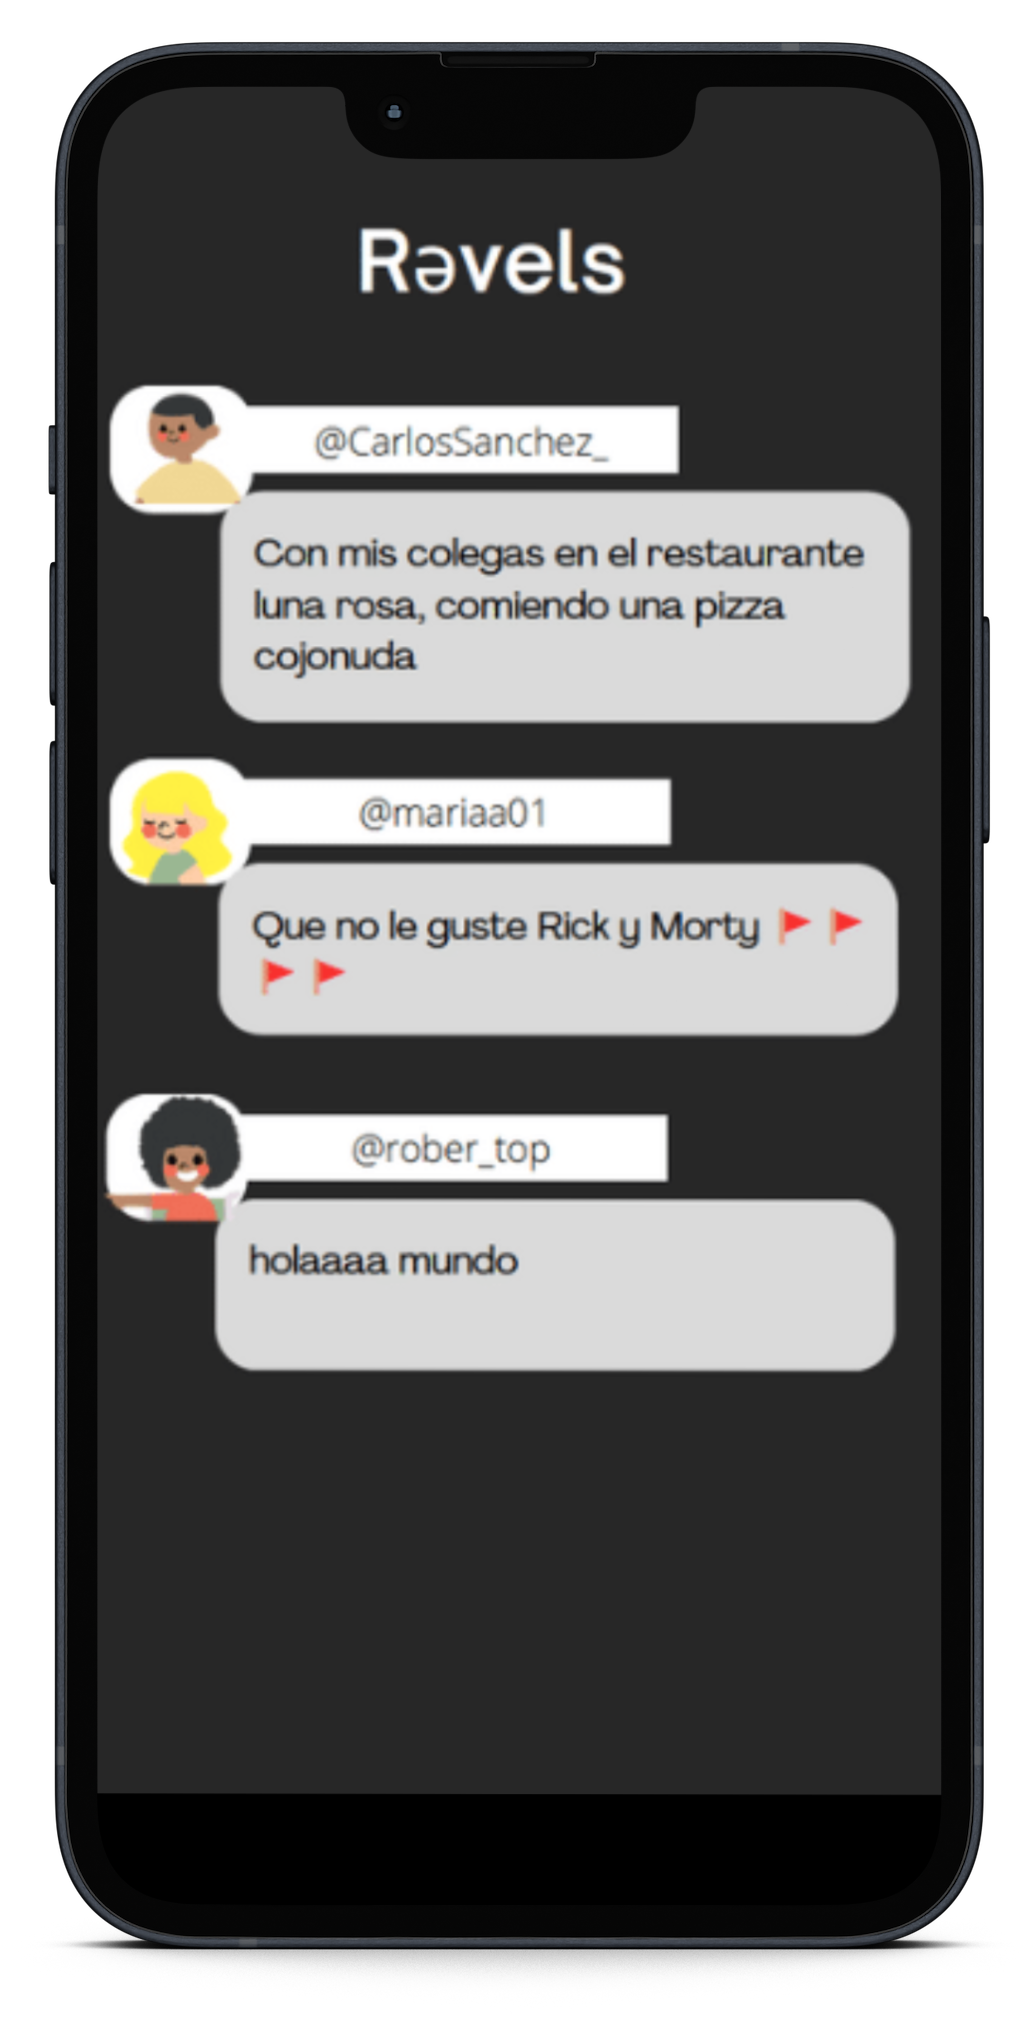 Rəvels
@CarlosSanchez_
Con mis colegas en el restaurante
luna rosa, comiendo una pizza
cojonuda
@mariaa01
Que no le guste Rick y Morty 🚩 🚩
🚩 🚩
@rober_top
holaaaa mundo